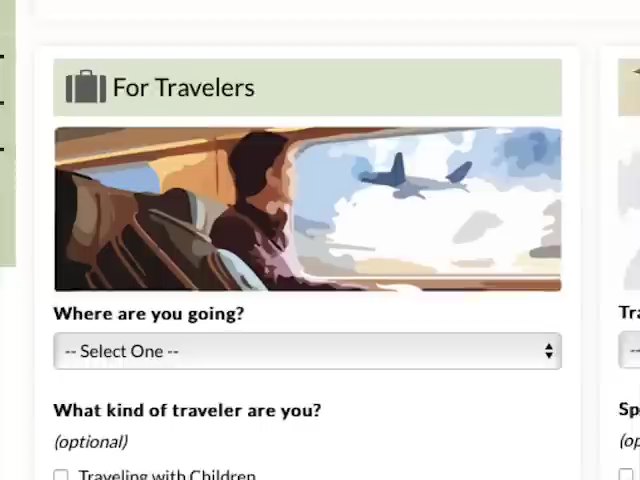 For Travelers
Where are you going?
-- Select One --
What kind of traveler are you?
(optional)
Traveling with Children